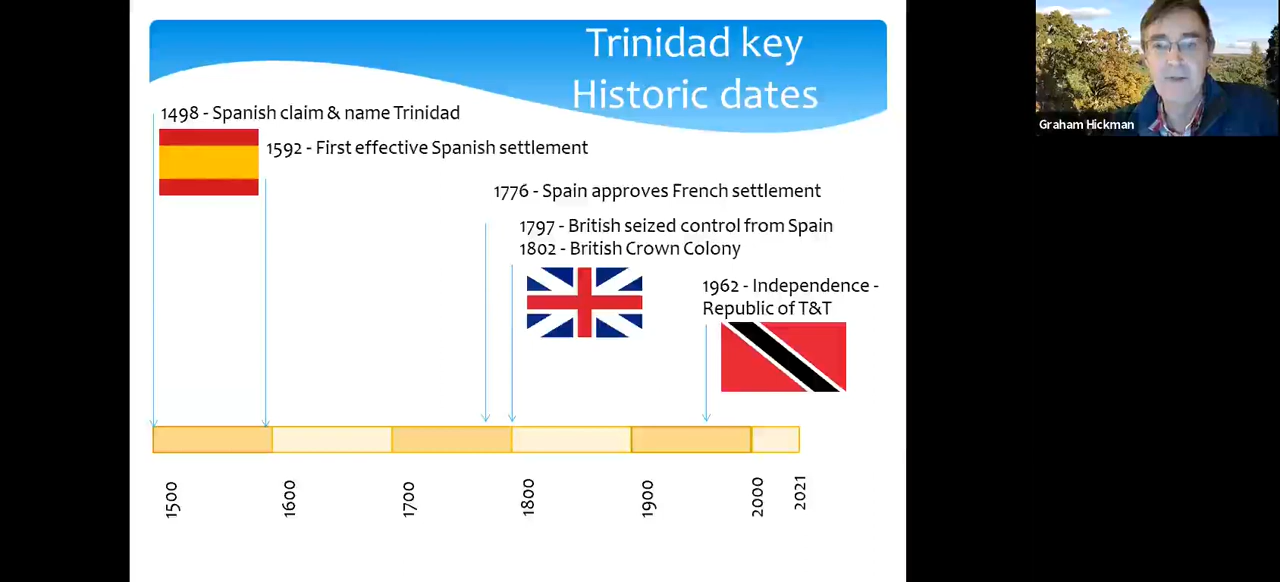 Trinidad key
Historic dates
1498 - Spanish claim & name Trinidad
1592 - First effective Spanish settlement
1776 - Spain approves French settlement
1797 - British seized control from Spain
1802 - British Crown Colony
1962 - Independence -
Republic of T&T
1500
1600
1700
1800
1900
2000
2021
Graham Hickman